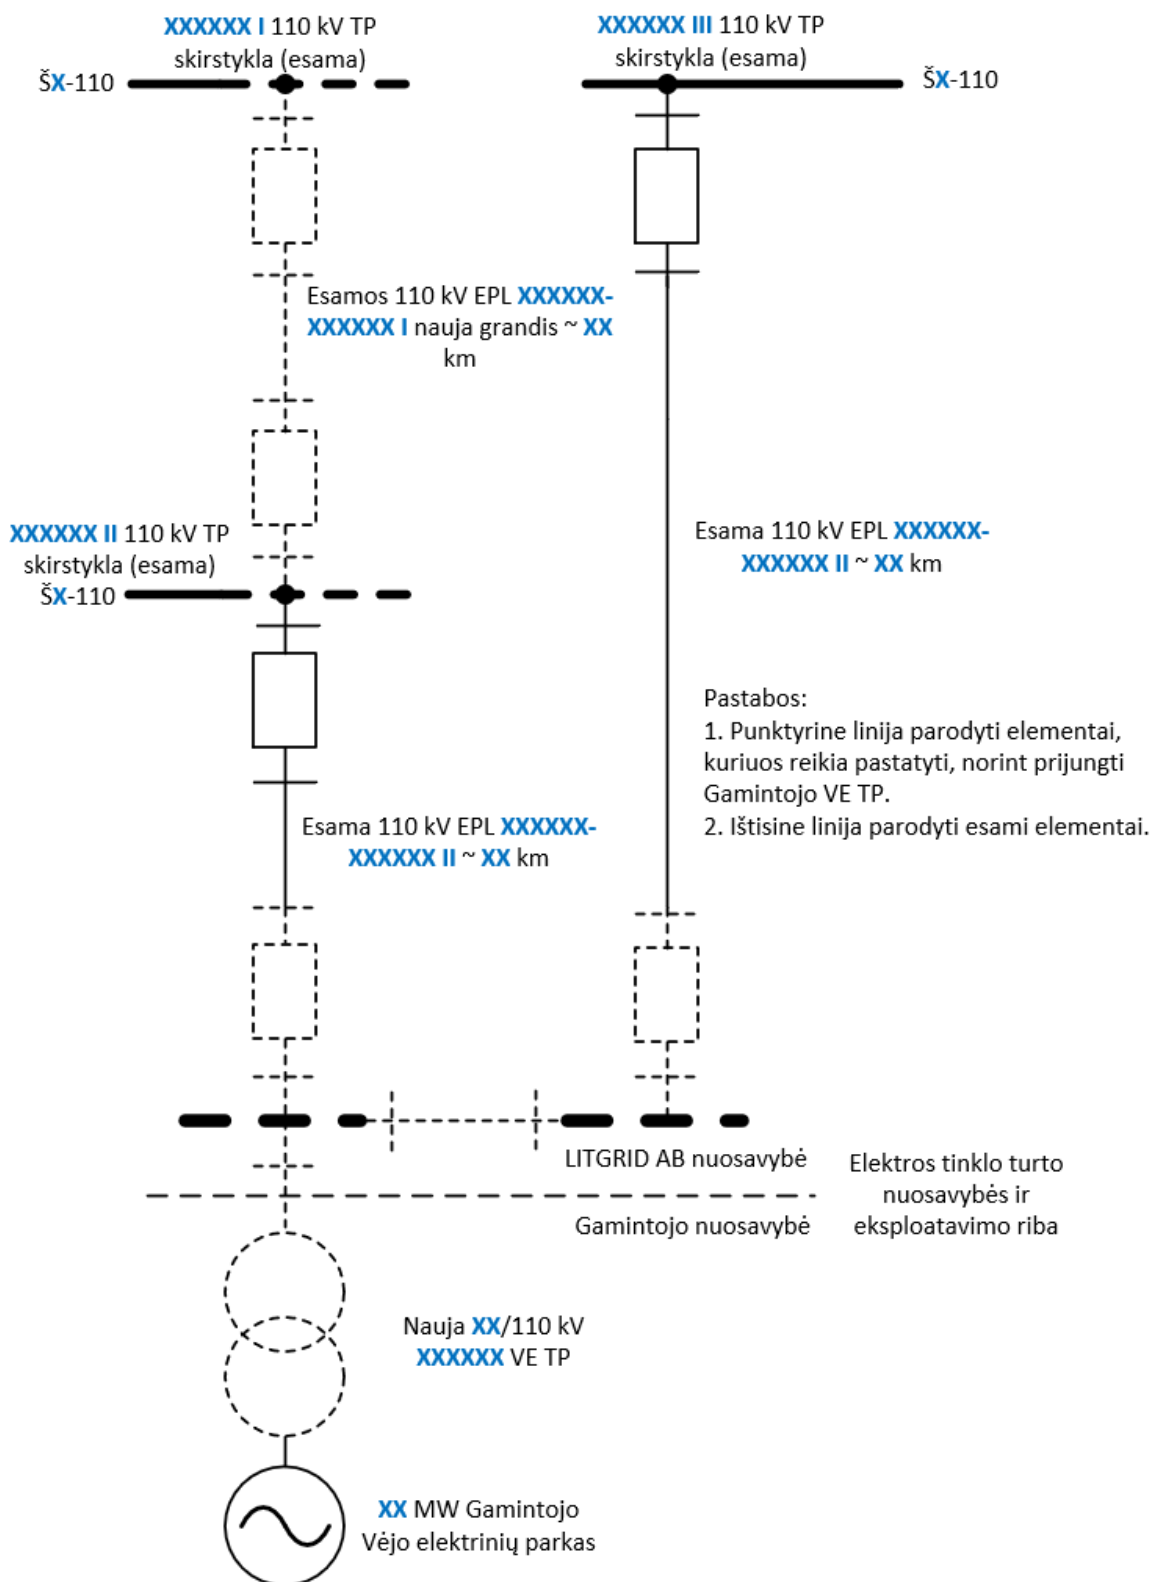 XXXXXX I 110 kV TP
skirstykla (esama)
ŠX-110
XXXXXX III 110 kV TP
skirstykla (esama)
ŠX-110
Esamos 110 kV EPL XXXXXX-
XXXXXX I nauja grandis ~ XX
km
XXXXXX II 110 kV TP
skirstykla (esama)
ŠX-110
Esama 110 kV EPL XXXXXX-
XXXXXX II ~ XX km
Pastabos:
1. Punktyrine linija parodyti elementai,
kuriuos reikia pastatyti, norint prijungti
Gamintojo VE TP.
2. Ištisine linija parodyti esami elementai.
Esama 110 kV EPL XXXXXX-
XXXXXX II ~ XX km
LITGRID AB nuosavybė
Gamintojo nuosavybė
Elektros tinklo turto
nuosavybės ir
eksploatavimo riba
Nauja XX/110 kV
XXXXXX VE TP
XX MW Gamintojo
Vėjo elektrinių parkas